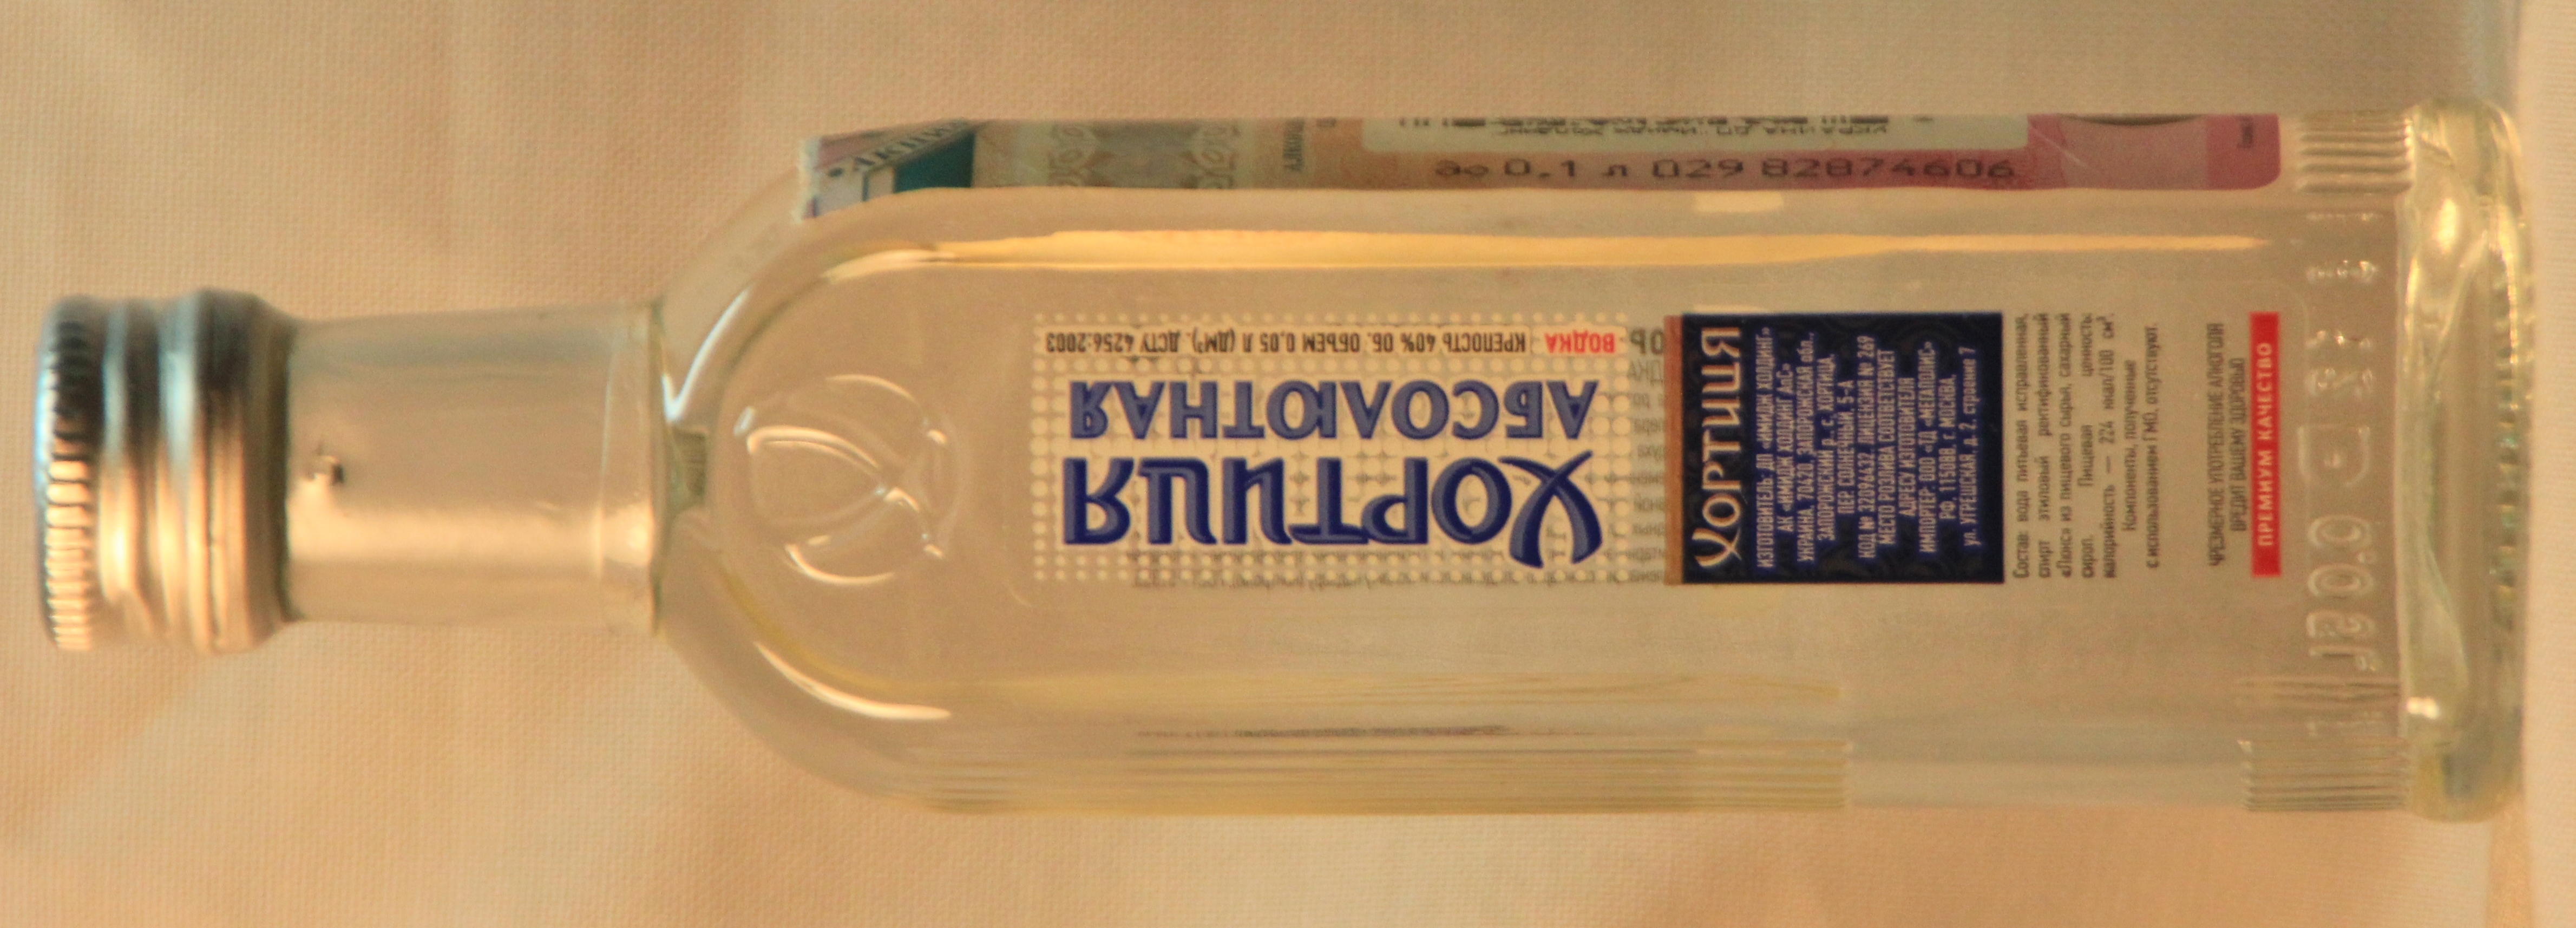 ХОРТИЦЯ
АБСОЛЮТНАЯ
ВОДКА КРЕПОСТЬ 40% ОБ. ОБЪЕМ 0,05 Л (ДМ³). ДСТУ 4256:2003
ХОРТИЦЯ
ИЗГОТОВИТЕЛЬ: ДП «ИМИДЖ ХОЛДИНГ»
АК «ИМИДЖ ХОЛДИНГ АпС»
УКРАИНА, 70420, ЗАПОРОЖСКАЯ обл.,
ЗАПОРОЖСКИЙ р., с. ХОРТИЦА,
ПЕР. СОЛНЕЧНЫЙ, 5-А
КОД № 32096432. ЛИЦЕНЗИЯ № 269
МЕСТО РОЗЛИВА СООТВЕТСТВУЕТ
АДРЕСУ ИЗГОТОВИТЕЛЯ
ИМПОРТЕР: ООО «ТД «МЕГАПОЛИС»
РФ, 115088, г. МОСКВА,
ул. УГРЕШСКАЯ, д. 2, строение 7
Состав: вода питьевая исправленная,
спирт этиловый ректификованный
«Люкс» из пищевого сырья, сахарный
сироп. Пищевая ценность:
калорийность — 224 ккал/100 см³.
Компоненты, полученные
с использованием ГМО, отсутствуют.
ЧРЕЗМЕРНОЕ УПОТРЕБЛЕНИЕ АЛКОГОЛЯ
ВРЕДИТ ВАШЕМУ ЗДОРОВЬЮ
ПРЕМИУМ КАЧЕСТВО
до 0.1 л 029 82874606